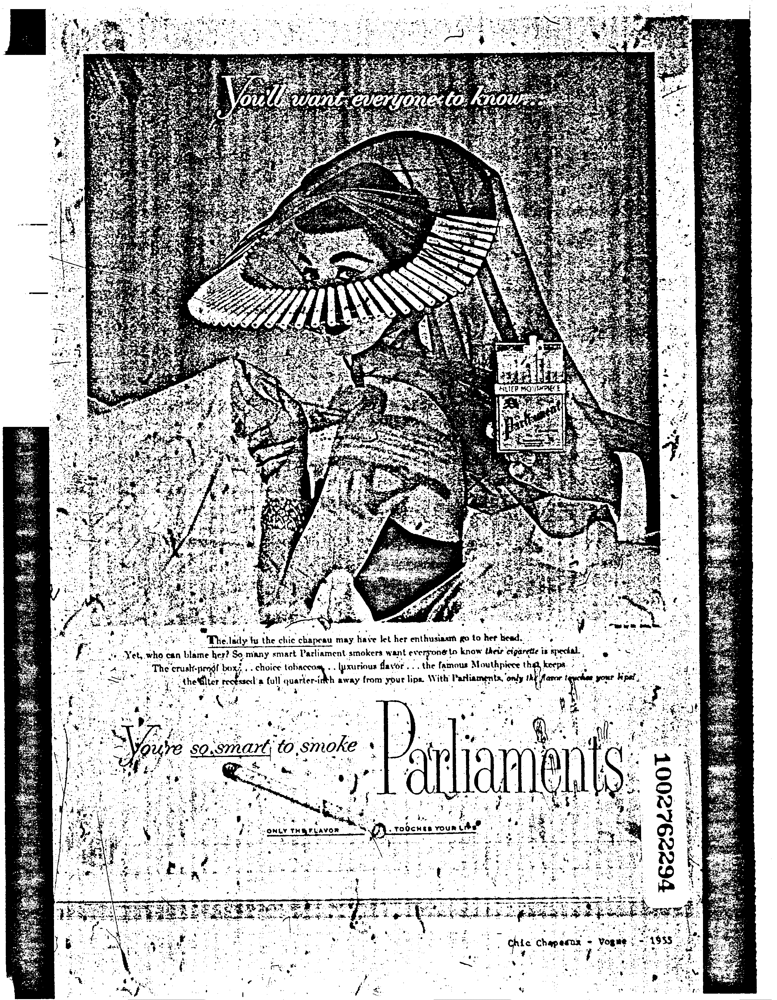 You'll want everyone to know...
FILTER MOUTHPIECE
Parliament
The lady in the chic chapeau may have let her enthusiasm go to her head.
Yet, who can blame her? So many smart Parliament smokers want everyone to know their cigarette is special.
The crush-proof box . . . choice tobaccos . . . luxurious flavor . . . the famous Mouthpiece that keeps
the filter recessed a full quarter-inch away from your lips. With Parliaments, only the flavor touches your lips!
You're so smart to smoke Parliaments
ONLY THE FLAVOR TOUCHES YOUR LIPS
1002762294
Chic Chapeaux - Vogue - 1955